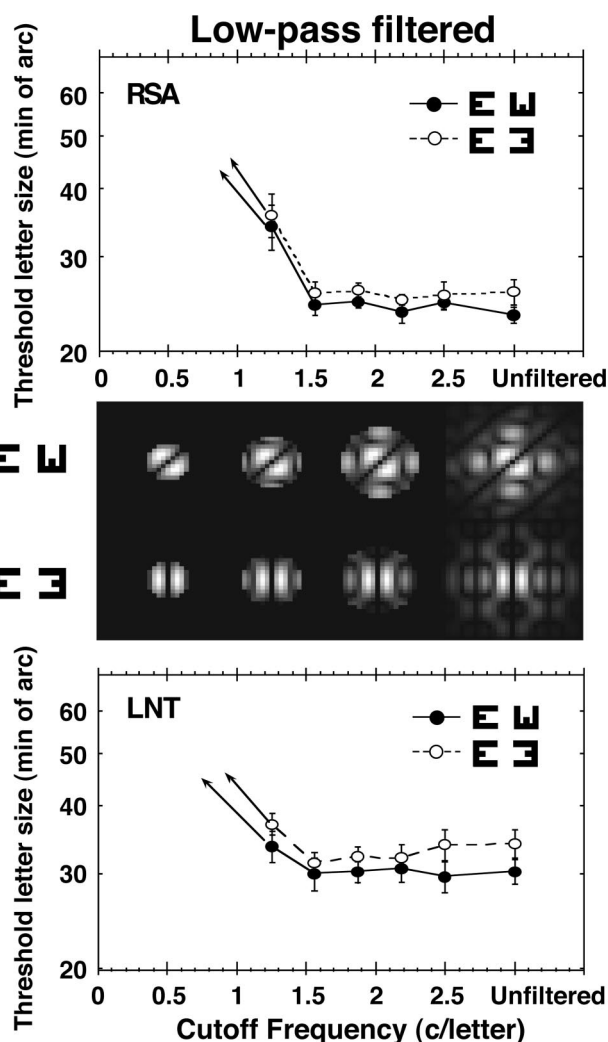 Low-pass filtered
Threshold letter size (min of arc)
RSA
60
50
40
30
20
0 0.5 1 1.5 2 2.5 Unfiltered
Threshold letter size (min of arc)
LNT
60
50
40
30
20
0 0.5 1 1.5 2 2.5 Unfiltered
Cutoff Frequency (c/letter)